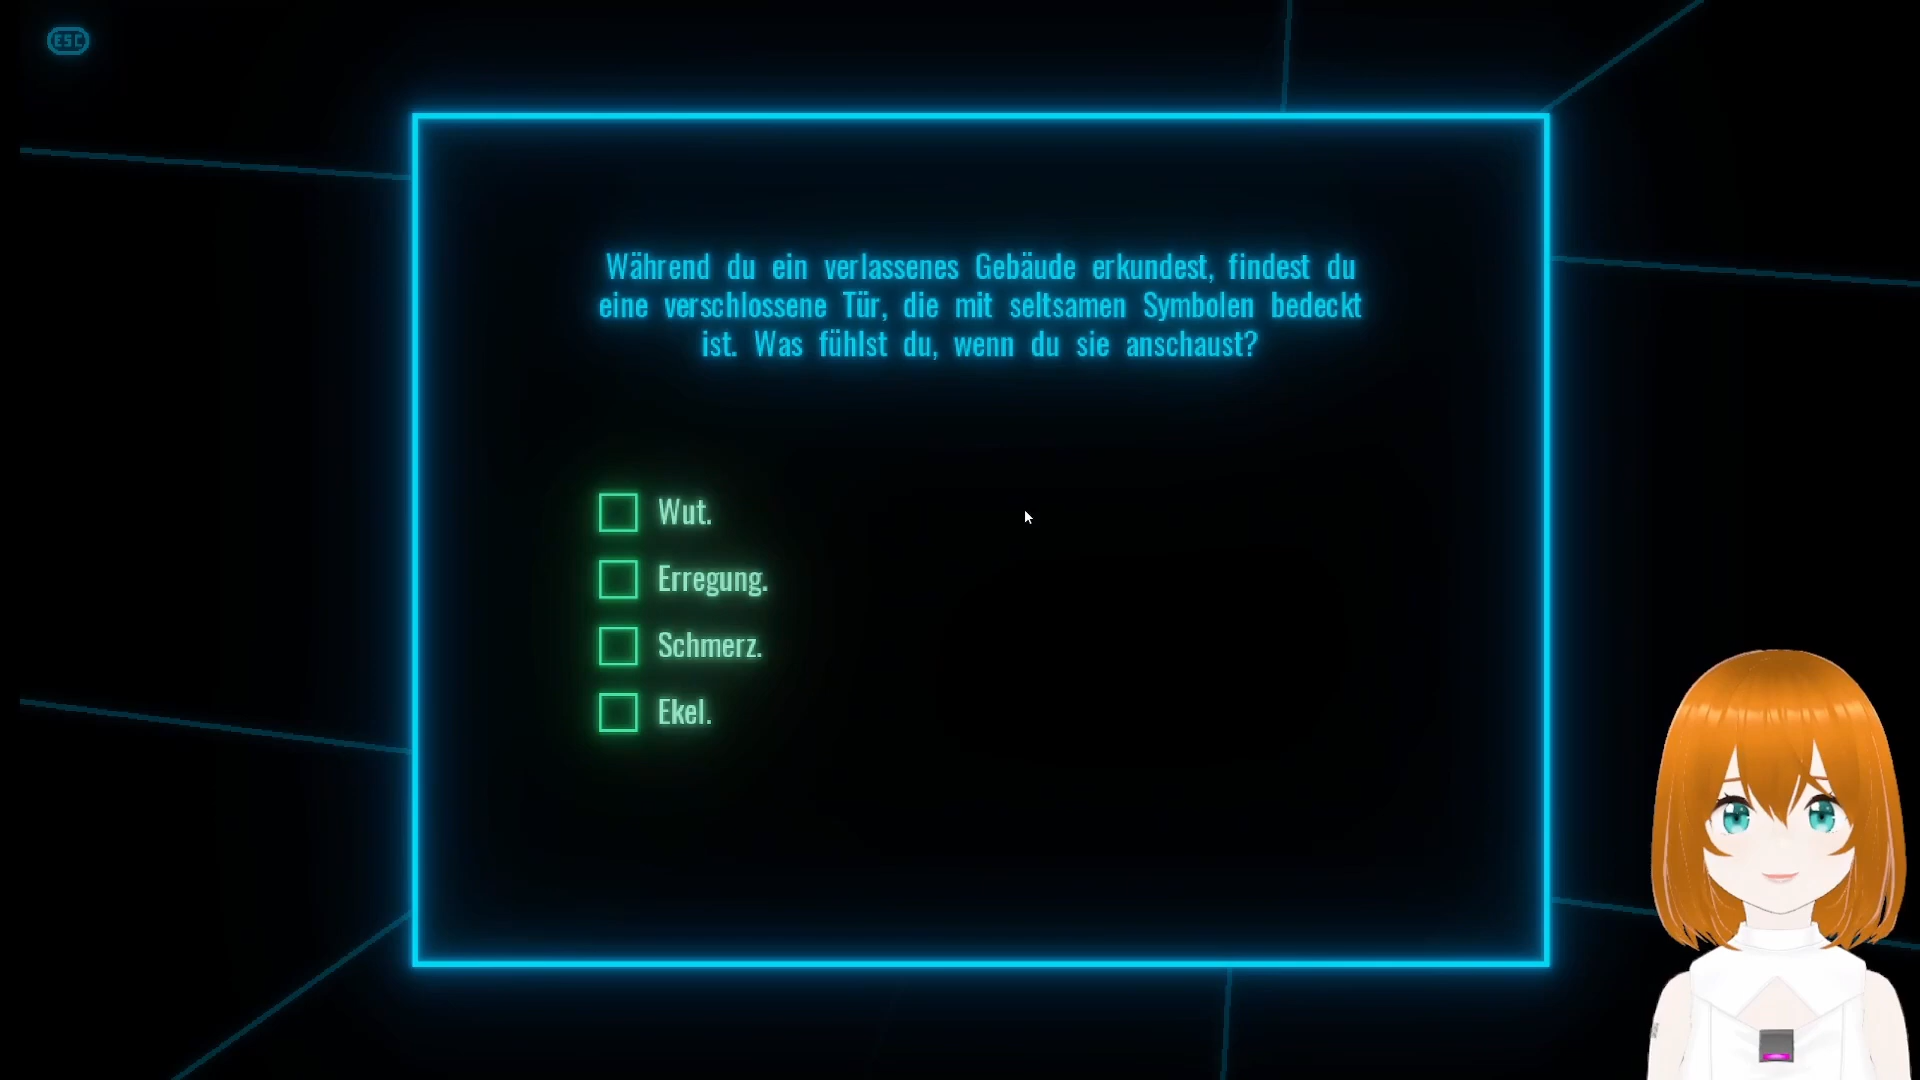 ESC
Während du ein verlassenes Gebäude erkundest, findest du
eine verschlossene Tür, die mit seltsamen Symbolen bedeckt
ist. Was fühlst du, wenn du sie anschaust?
Wut.
Erregung.
Schmerz.
Ekel.